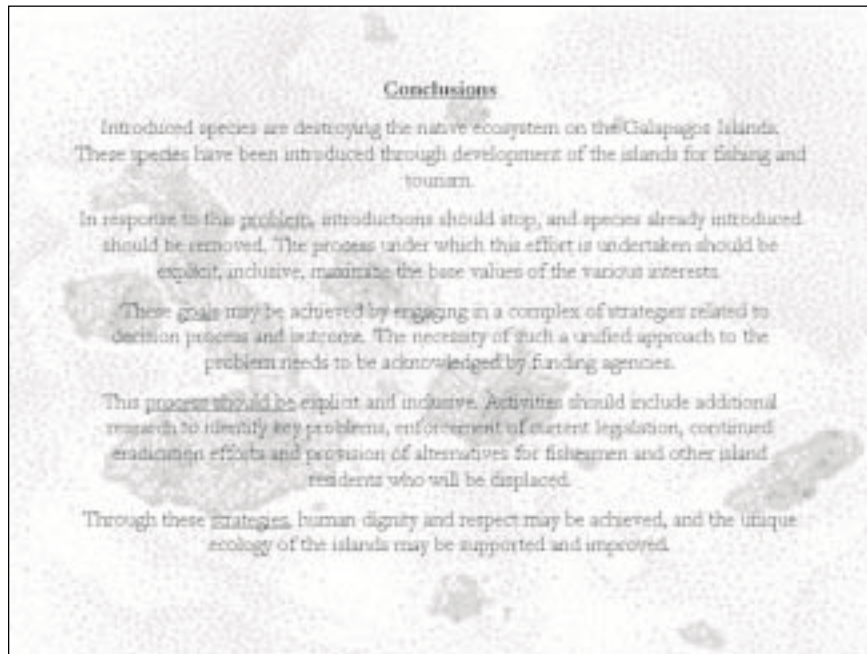 Conclusions
Introduced species are destroying the native ecosystem on the Galapagos Islands.
These species have been introduced through development of the islands for fishing and
tourism.
In response to this problem, introductions should stop, and species already introduced
should be removed. The process under which this effort is undertaken should be
explicit, inclusive, maximize the base values of the various interests.
These goals may be achieved by engaging in a complex of strategies related to
decision process and outcome. The necessity of such a unified approach to the
problem needs to be acknowledged by funding agencies.
This process should be explicit and inclusive. Activities should include additional
research to identify key problems, enforcement of current legislation, continued
eradication efforts and provision of alternatives for fishermen and other island
residents who will be displaced.
Through these strategies, human dignity and respect may be achieved, and the unique
ecology of the islands may be supported and improved.